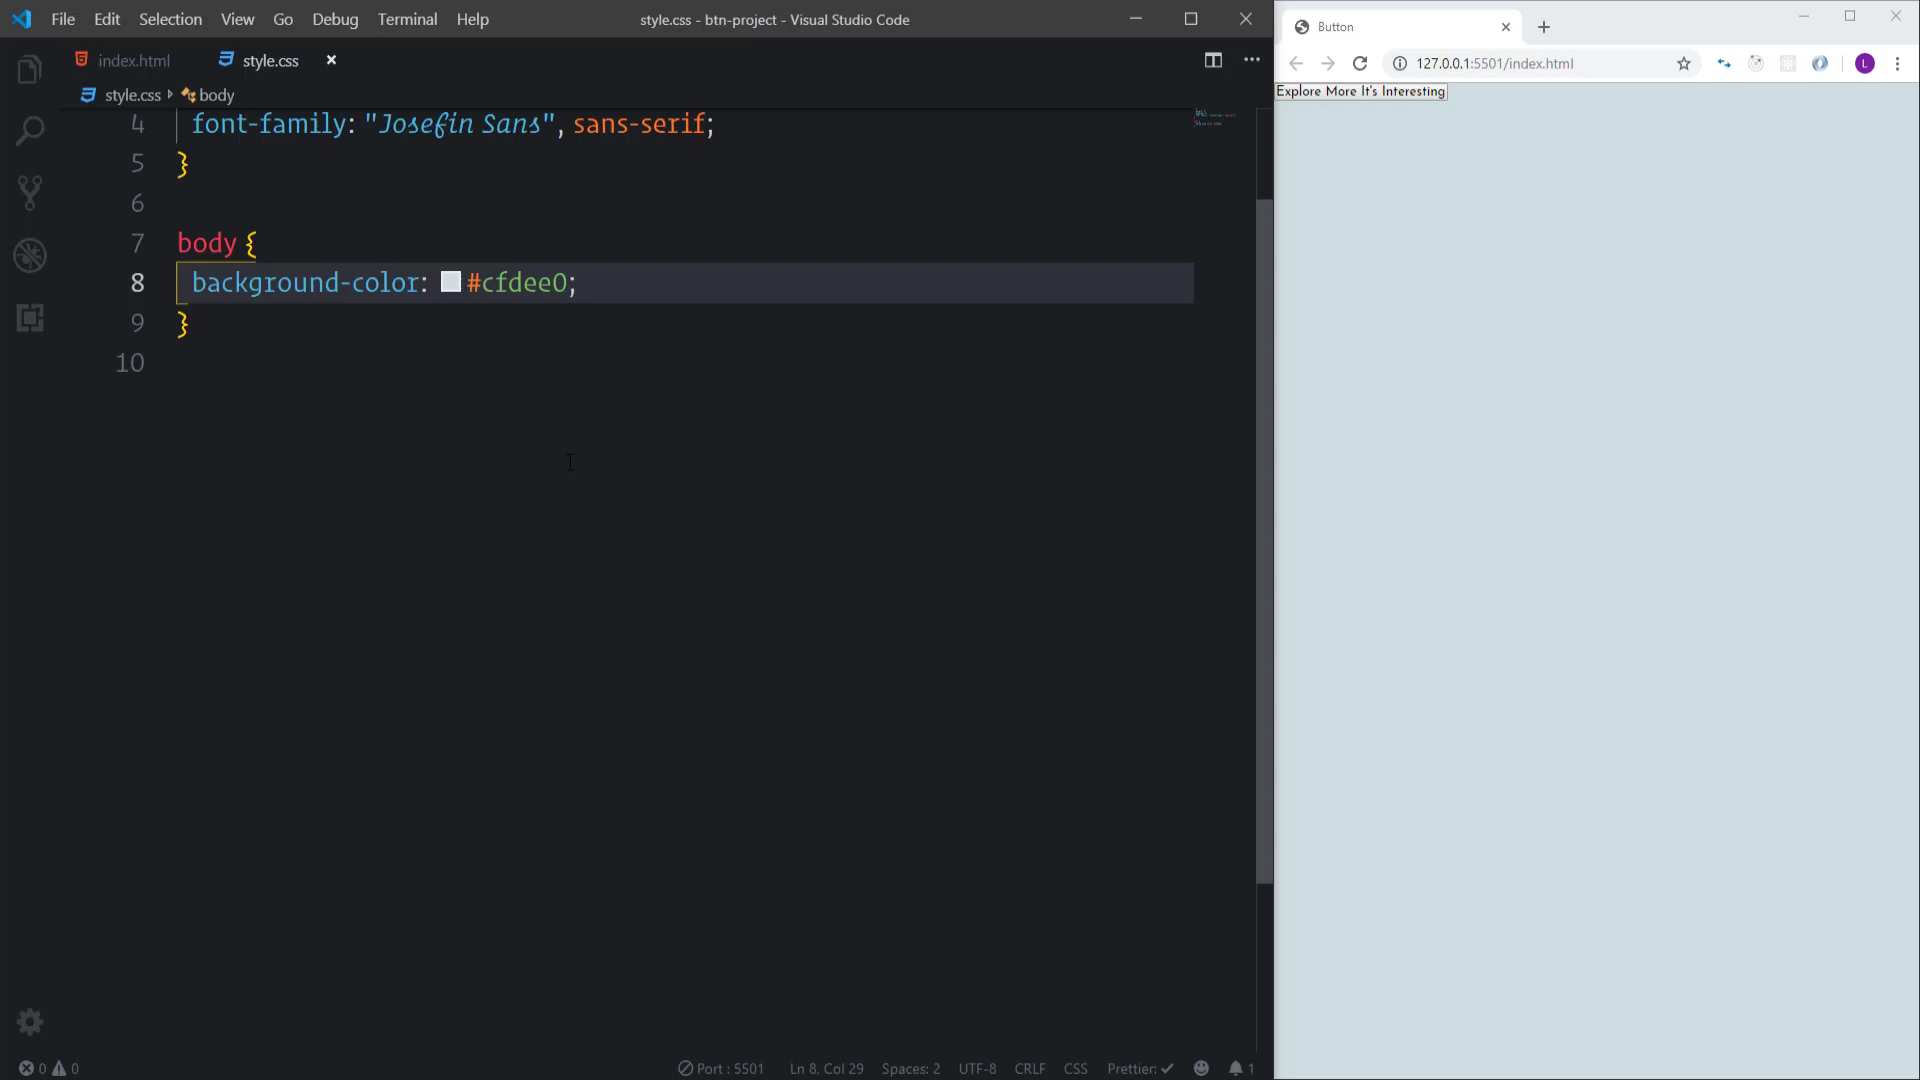 File Edit Selection View Go Debug Terminal Help
style.css - btn-project - Visual Studio Code
index.html
style.css
style.css body
4 font-family: "Josefin Sans", sans-serif;
5 }
6
7 body {
8 background-color: #cfdee0;
9 }
10
0 0
Port : 5501
Ln 8, Col 29
Spaces: 2
UTF-8
CRLF
CSS
Prettier:
1
Button
127.0.0.1:5501/index.html
L
Explore More It's Interesting